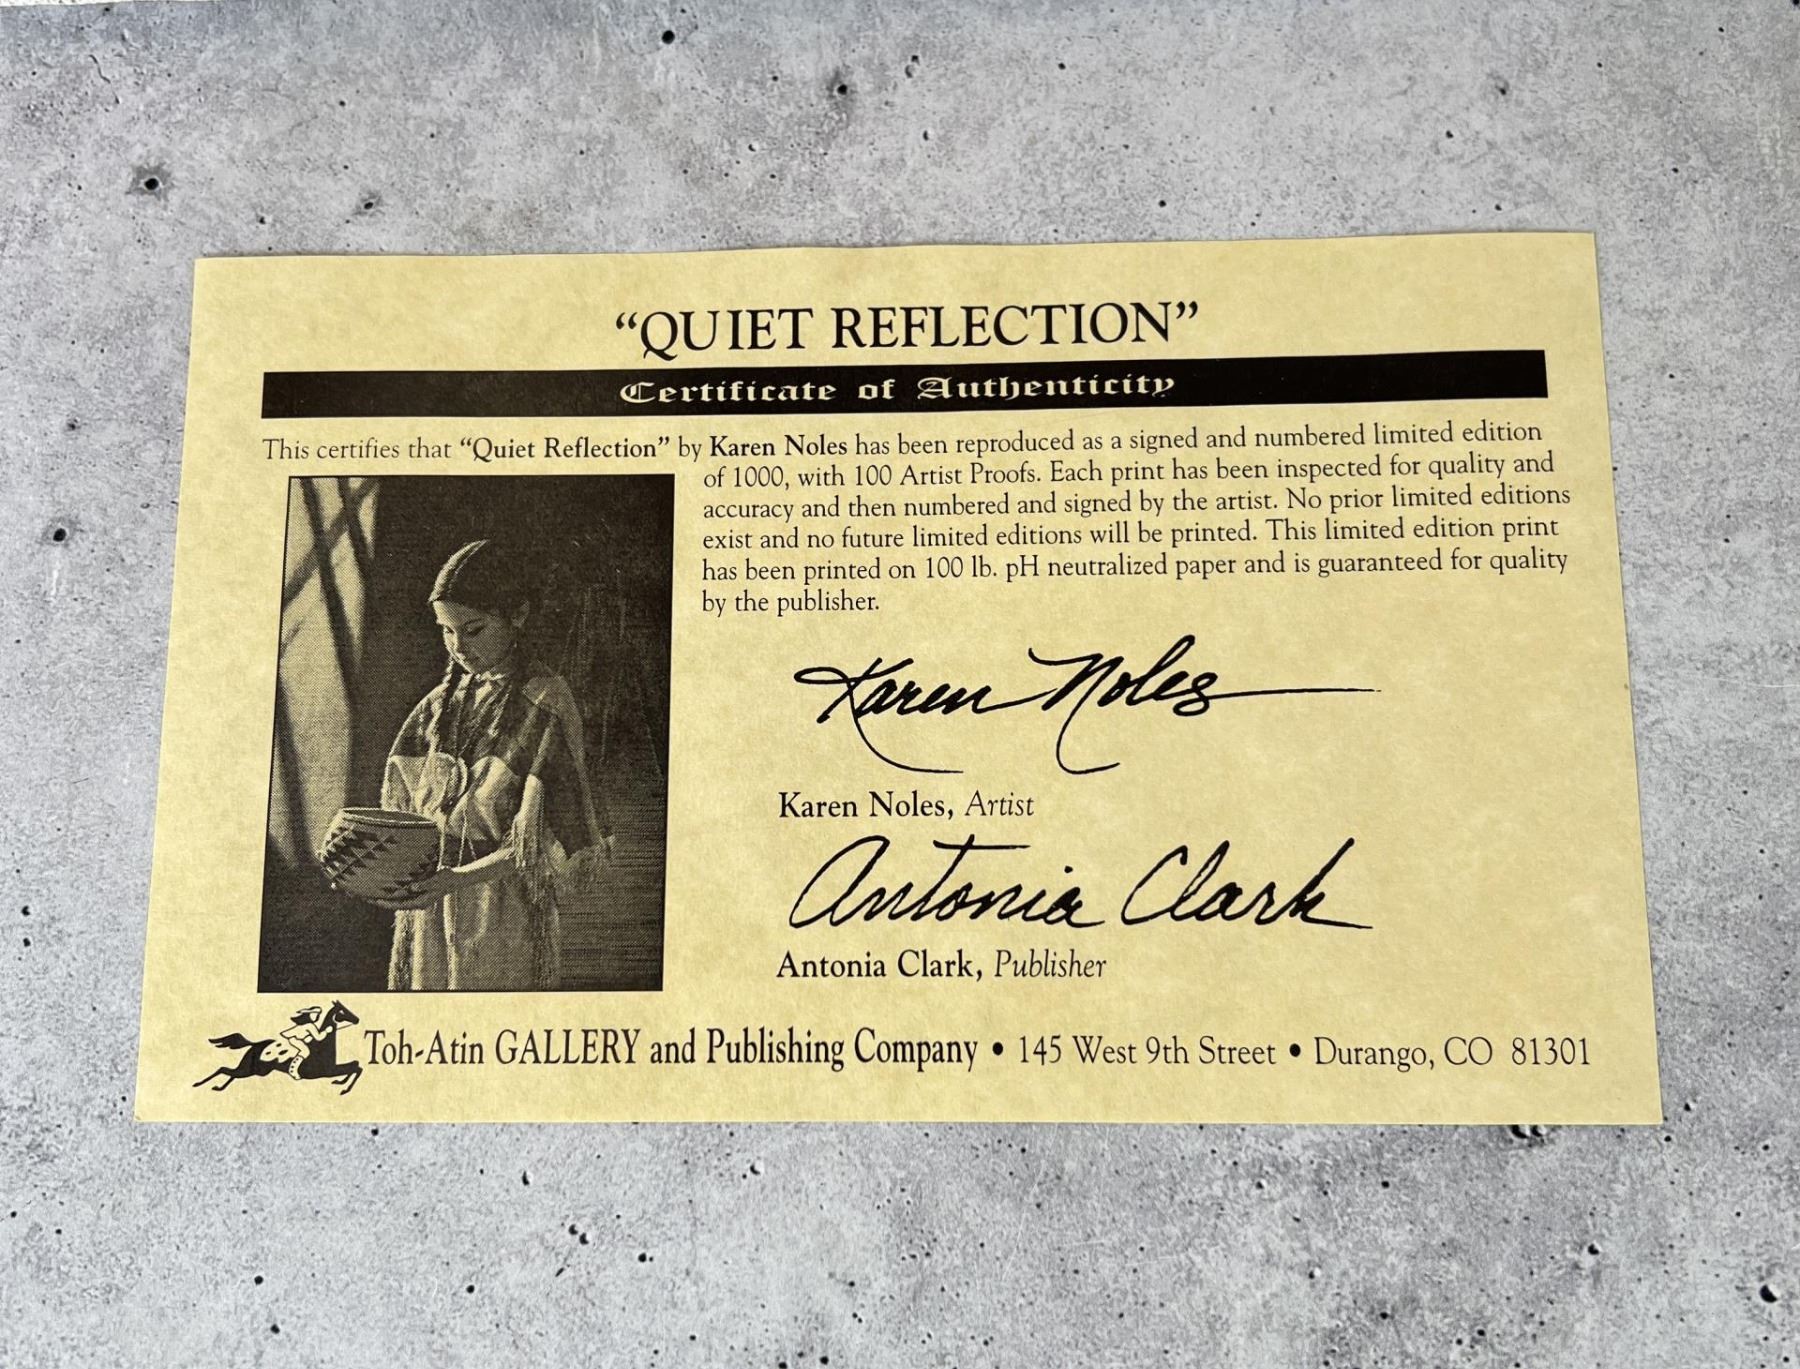 “QUIET REFLECTION”
Certificate of Authenticity
This certifies that “Quiet Reflection” by Karen Noles has been reproduced as a signed and numbered limited edition
of 1000, with 100 Artist Proofs. Each print has been inspected for quality and
accuracy and then numbered and signed by the artist. No prior limited editions
exist and no future limited editions will be printed. This limited edition print
has been printed on 100 lb. pH neutralized paper and is guaranteed for quality
by the publisher.
Karen Noles
Karen Noles, Artist
Antonia Clark
Antonia Clark, Publisher
Toh-Atin GALLERY and Publishing Company • 145 West 9th Street • Durango, CO 81301